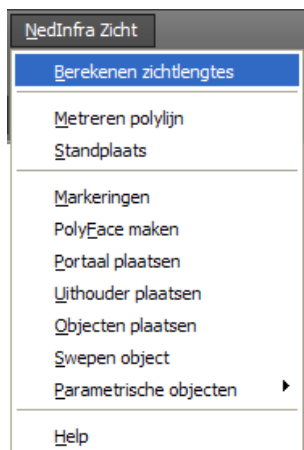 NedInfra Zicht
Berekenen zichtlengtes
Metreren polylijn
Standplaats
Markeringen
PolyFace maken
Portaal plaatsen
Uithouder plaatsen
Objecten plaatsen
Swepen object
Parametrische objecten
Help